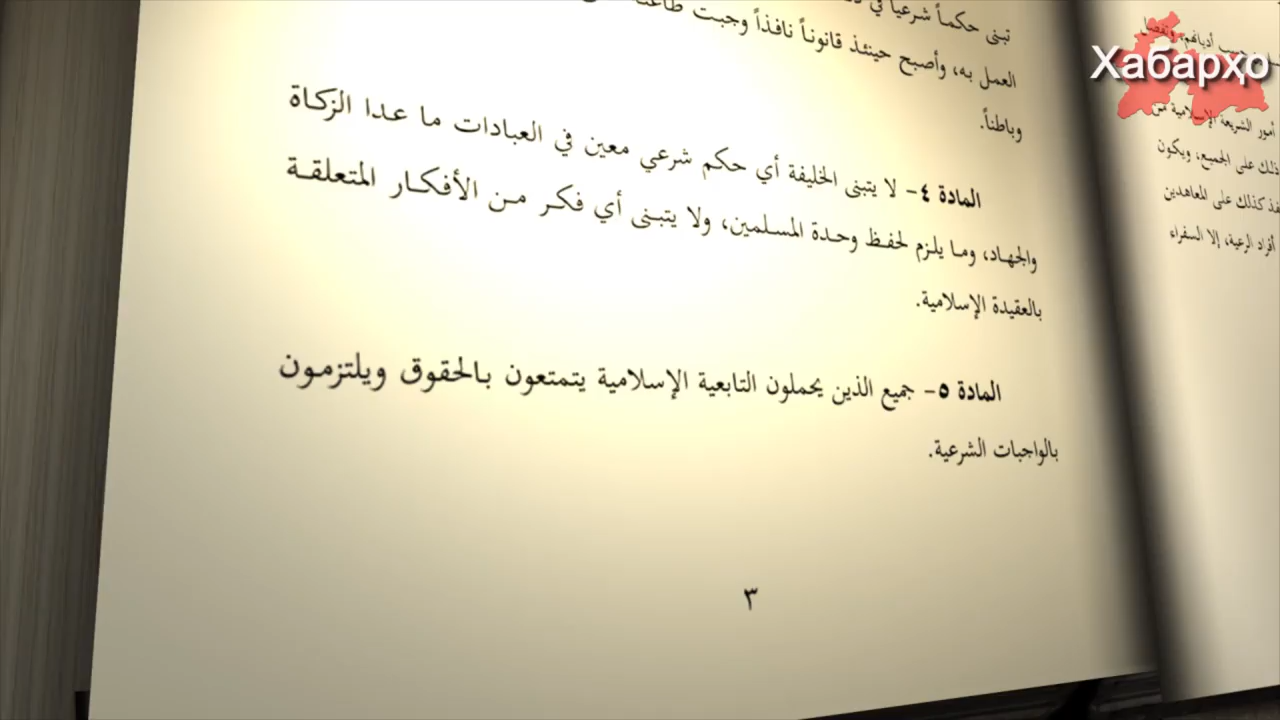 تبنى حكماً شرعياً في
العمل به، وأصبح حينئذ قانوناً نافذاً وجبت
وباطناً.
المادة ٤- لا يتبنى الخليفة أي حكم شرعي معين في العبادات ما عدا الزكاة
والجهاد، وما يلزم لحفظ وحدة المسلمين، ولا يتبنى أي فكر من الأفكار المتعلقة
بالعقيدة الإسلامية.
المادة ٥- جميع الذين يحملون التابعية الإسلامية يتمتعون بالحقوق ويلتزمون
بالواجبات الشرعية.
٣
Хабарҳо
أمور الشريعة الإسلامية من
ذلك على الجميع، ويكون
كذلك على المعاهدين
أفراد الرعية، إلا السفراء